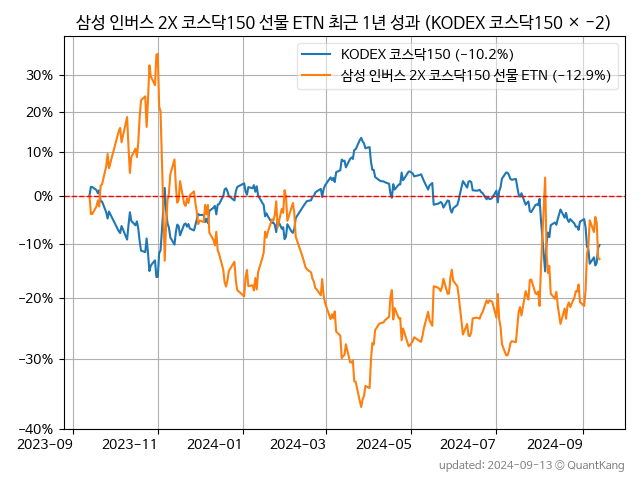 삼성 인버스 2X 코스닥150 선물 ETN 최근 1년 성과 (KODEX 코스닥150 × −2)
KODEX 코스닥150 (−10.2%)
삼성 인버스 2X 코스닥150 선물 ETN (−12.9%)
30%
20%
10%
0%
−10%
−20%
−30%
−40%
2023-09 2023-11 2024-01 2024-03 2024-05 2024-07 2024-09
updated: 2024-09-13 © QuantKang